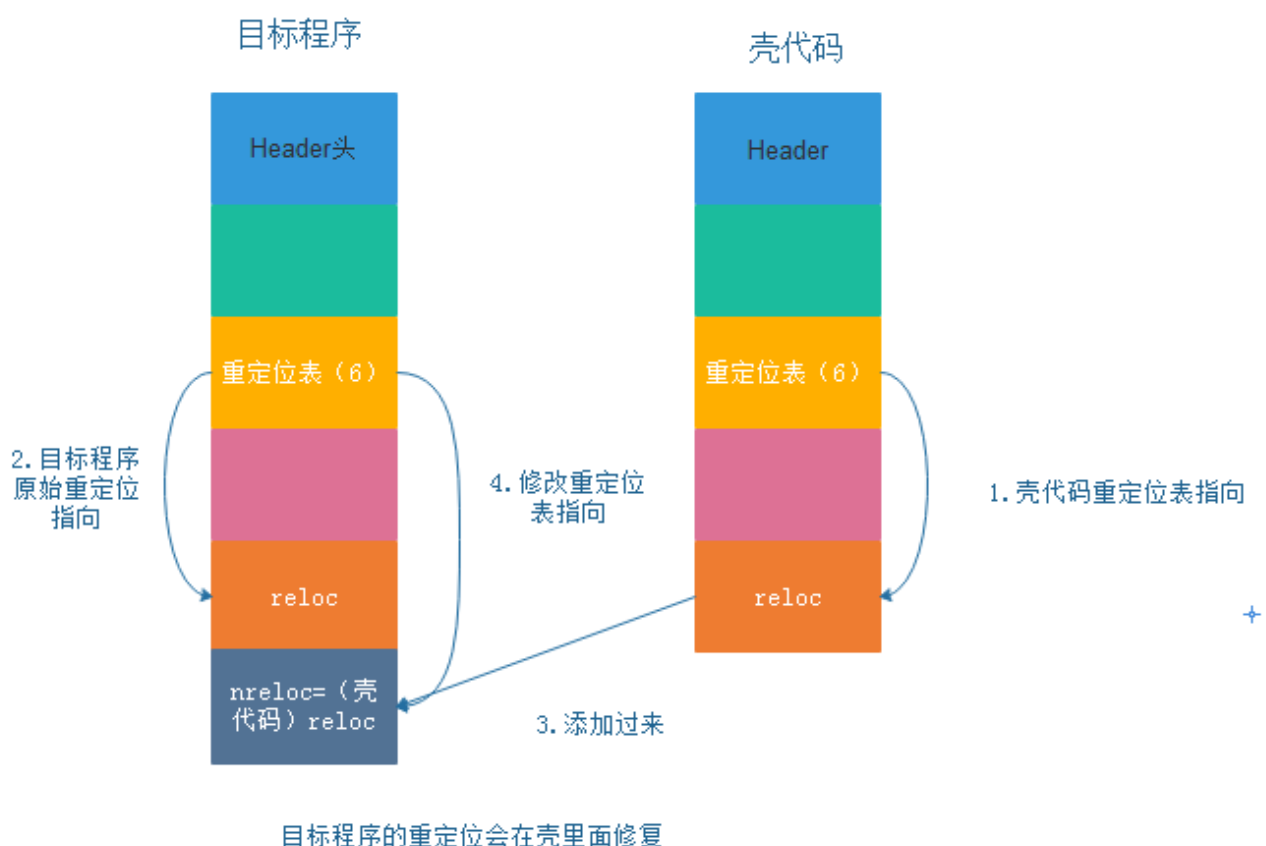 目标程序
壳代码
Header头
Header
重定位表（6）
重定位表（6）
2.目标程序
原始重定位
指向
4.修改重定位
表指向
1.壳代码重定位表指向
reloc
reloc
nreloc=（壳
代码）reloc
3.添加过来
目标程序的重定位会在壳里面修复